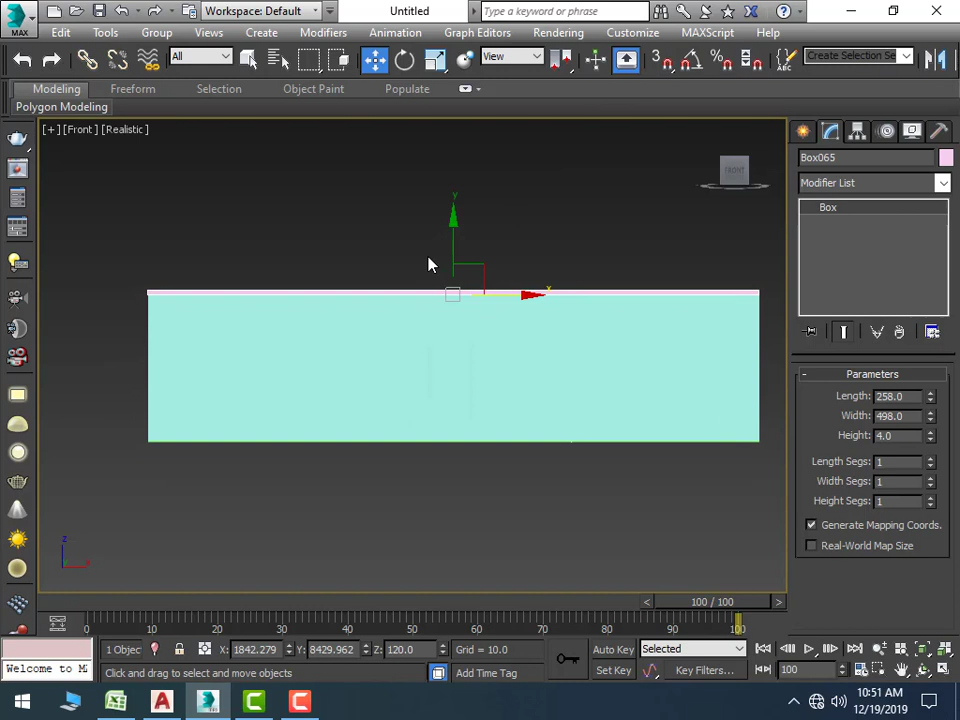 Workspace: Default
Untitled
Type a keyword or phrase
MAX
Edit Tools Group Views Create Modifiers Animation Graph Editors Rendering Customize MAXScript Help
All
View
3
Create Selection Se
Modeling Freeform Selection Object Paint Populate
Polygon Modeling
[+] [Front ] [Realistic ]
FRONT
y
x
z
x
Box065
Modifier List
Box
- Parameters
Length: 258.0
Width: 498.0
Height: 4.0
Length Segs: 1
Width Segs: 1
Height Segs: 1
Generate Mapping Coords.
Real-World Map Size
< 100 / 100 >
0 10 20 30 40 50 60 70 80 90 100
1 Objec
X: 1842.279 Y: 8429.962 Z: 120.0
Grid = 10.0
Auto Key Selected
Welcome to M
Click and drag to select and move objects
Add Time Tag
Set Key Key Filters... 100
10:51 AM
12/19/2019